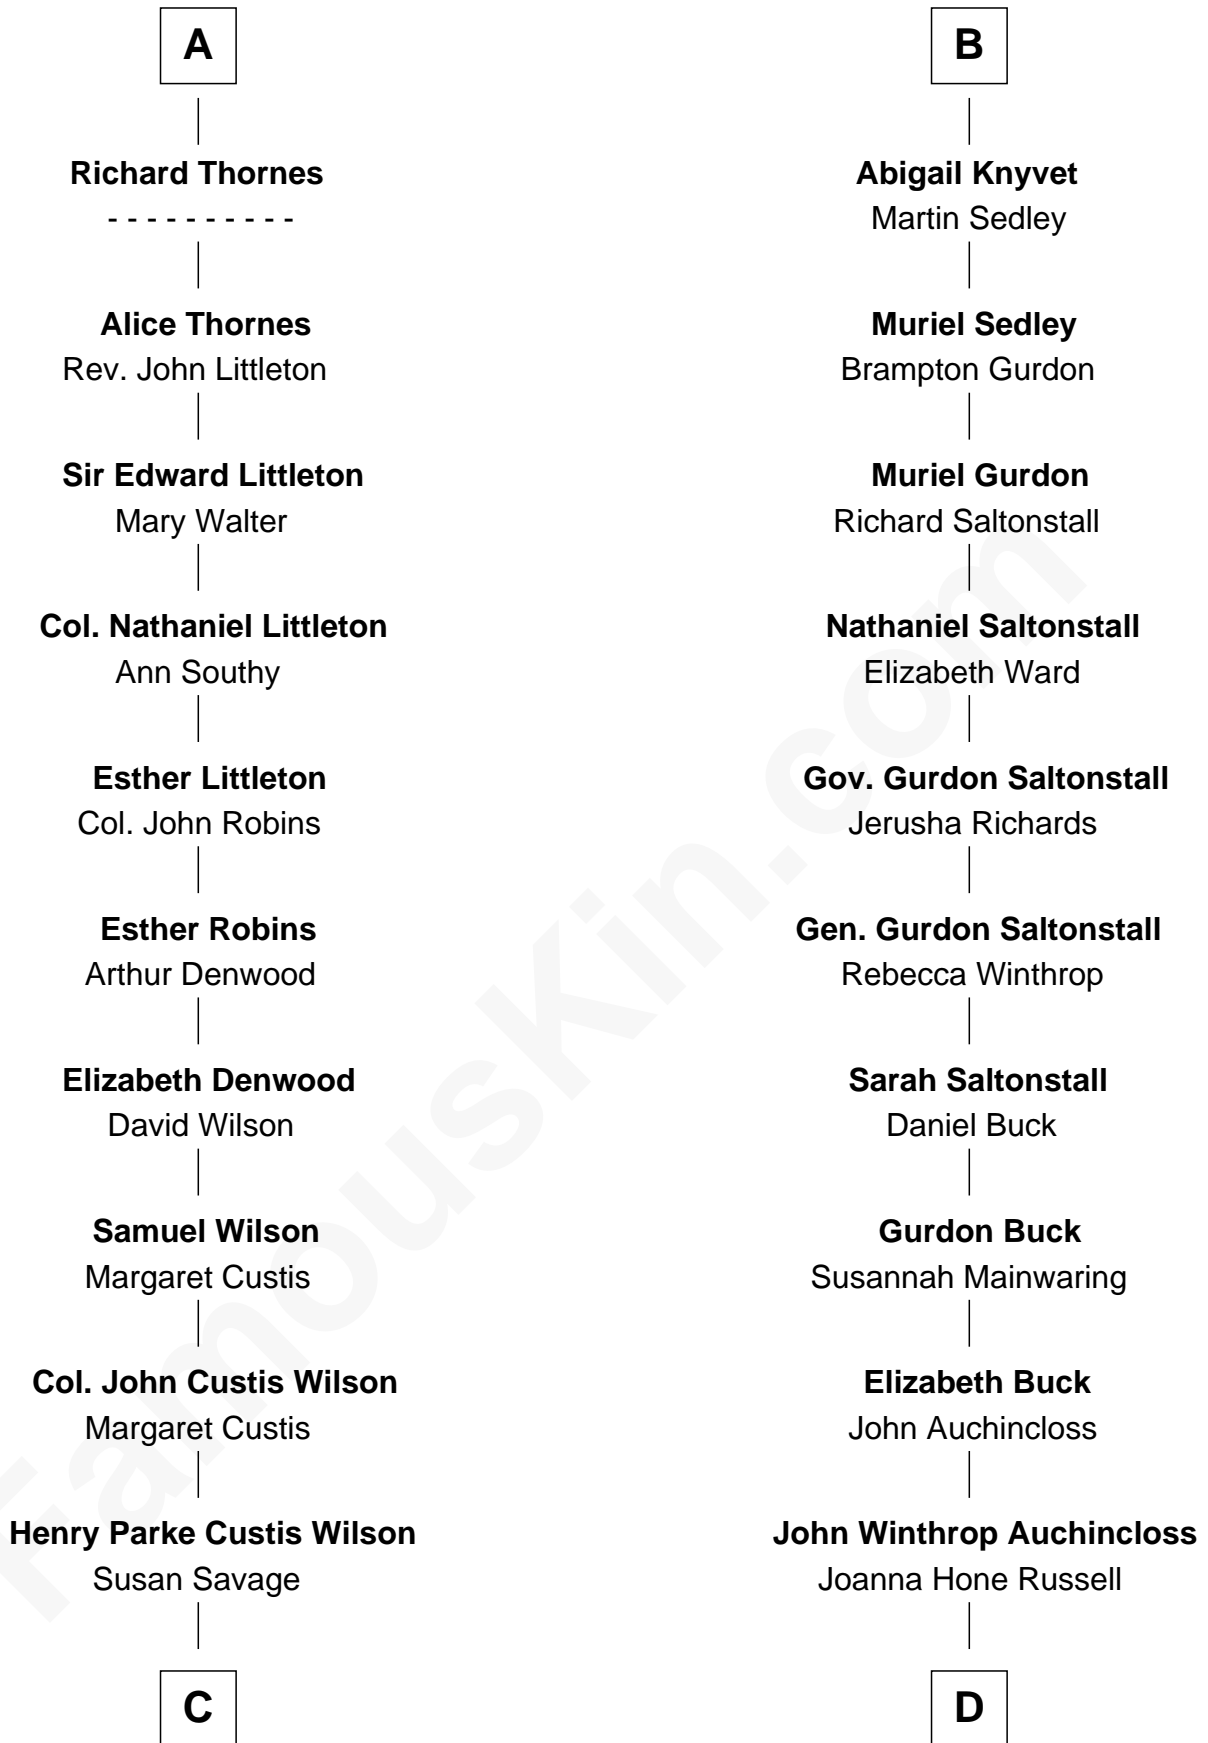 A
Richard Thornes
- - - - - - - - - -
Alice Thornes
Rev. John Littleton
Sir Edward Littleton
Mary Walter
Col. Nathaniel Littleton
Ann Southy
Esther Littleton
Col. John Robins
Esther Robins
Arthur Denwood
Elizabeth Denwood
David Wilson
Samuel Wilson
Margaret Custis
Col. John Custis Wilson
Margaret Custis
Henry Parke Custis Wilson
Susan Savage
C
B
Abigail Knyvet
Martin Sedley
Muriel Sedley
Brampton Gurdon
Muriel Gurdon
Richard Saltonstall
Nathaniel Saltonstall
Elizabeth Ward
Gov. Gurdon Saltonstall
Jerusha Richards
Gen. Gurdon Saltonstall
Rebecca Winthrop
Sarah Saltonstall
Daniel Buck
Gurdon Buck
Susannah Mainwaring
Elizabeth Buck
John Auchincloss
John Winthrop Auchincloss
Joanna Hone Russell
D
FamousKin.com